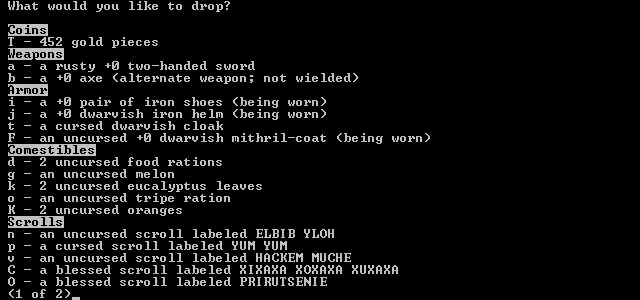 What would you like to drop?
Coins
T - 452 gold pieces
Weapons
a - a rusty +0 two-handed sword
b - a +0 axe (alternate weapon; not wielded)
Armor
i - a +0 pair of iron shoes (being worn)
j - a +0 dwarvish iron helm (being worn)
t - a cursed dwarvish cloak
F - an uncursed +0 dwarvish mithril-coat (being worn)
Comestibles
d - 2 uncursed food rations
g - an uncursed melon
k - 2 uncursed eucalyptus leaves
o - an uncursed tripe ration
K - 2 uncursed oranges
Scrolls
n - an uncursed scroll labeled ELBIB YLOH
p - a cursed scroll labeled YUM YUM
v - an uncursed scroll labeled HACKEM MUCHE
C - a blessed scroll labeled XIXAXA XOXAXA XUXAXA
O - a blessed scroll labeled PRIRUTSENIE
(1 of 2)